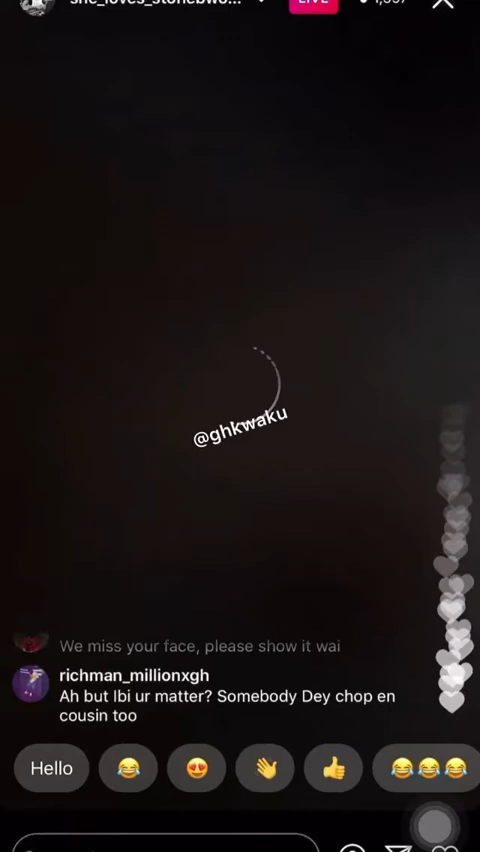 LIVE
@ghkwaku
We miss your face, please show it wai
richman_millionxgh
Ah but Ibi ur matter? Somebody Dey chop en
cousin too
Hello